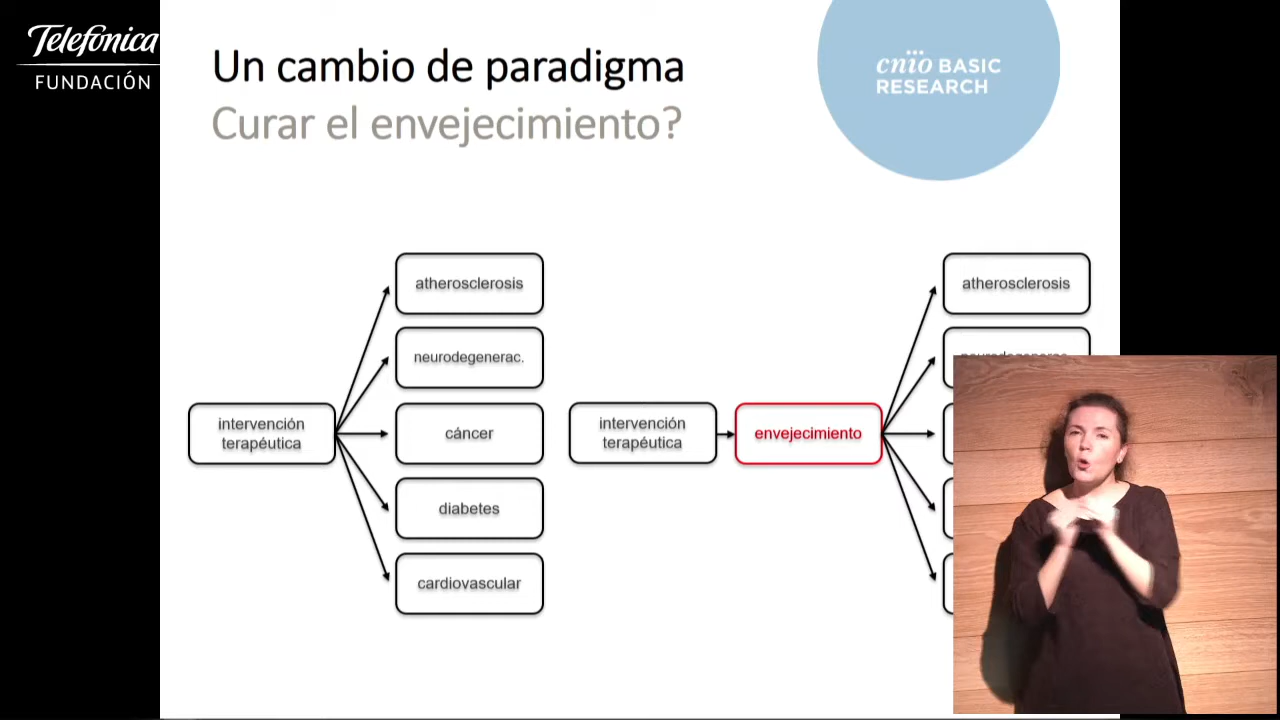 Telefónica
FUNDACIÓN
Un cambio de paradigma
Curar el envejecimiento?
cnio BASIC
RESEARCH
intervención
terapéutica
atherosclerosis
neurodegenerac.
cáncer
diabetes
cardiovascular
intervención
terapéutica
envejecimiento
atherosclerosis